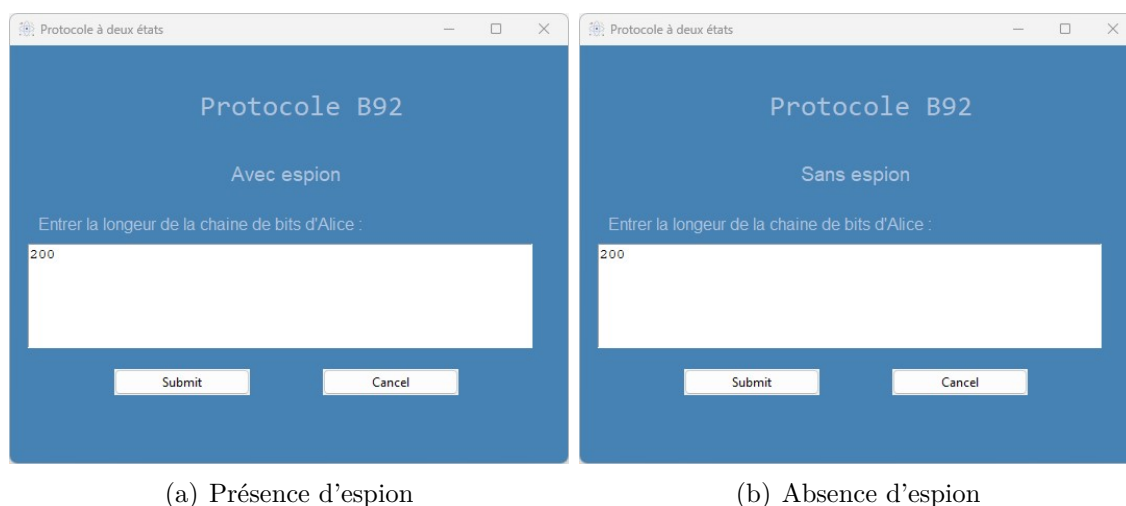 Protocole à deux états
Protocole B92
Avec espion
Entrer la longeur de la chaine de bits d'Alice :
200
Submit Cancel
(a) Présence d'espion
Protocole à deux états
Protocole B92
Sans espion
Entrer la longeur de la chaine de bits d'Alice :
200
Submit Cancel
(b) Absence d'espion